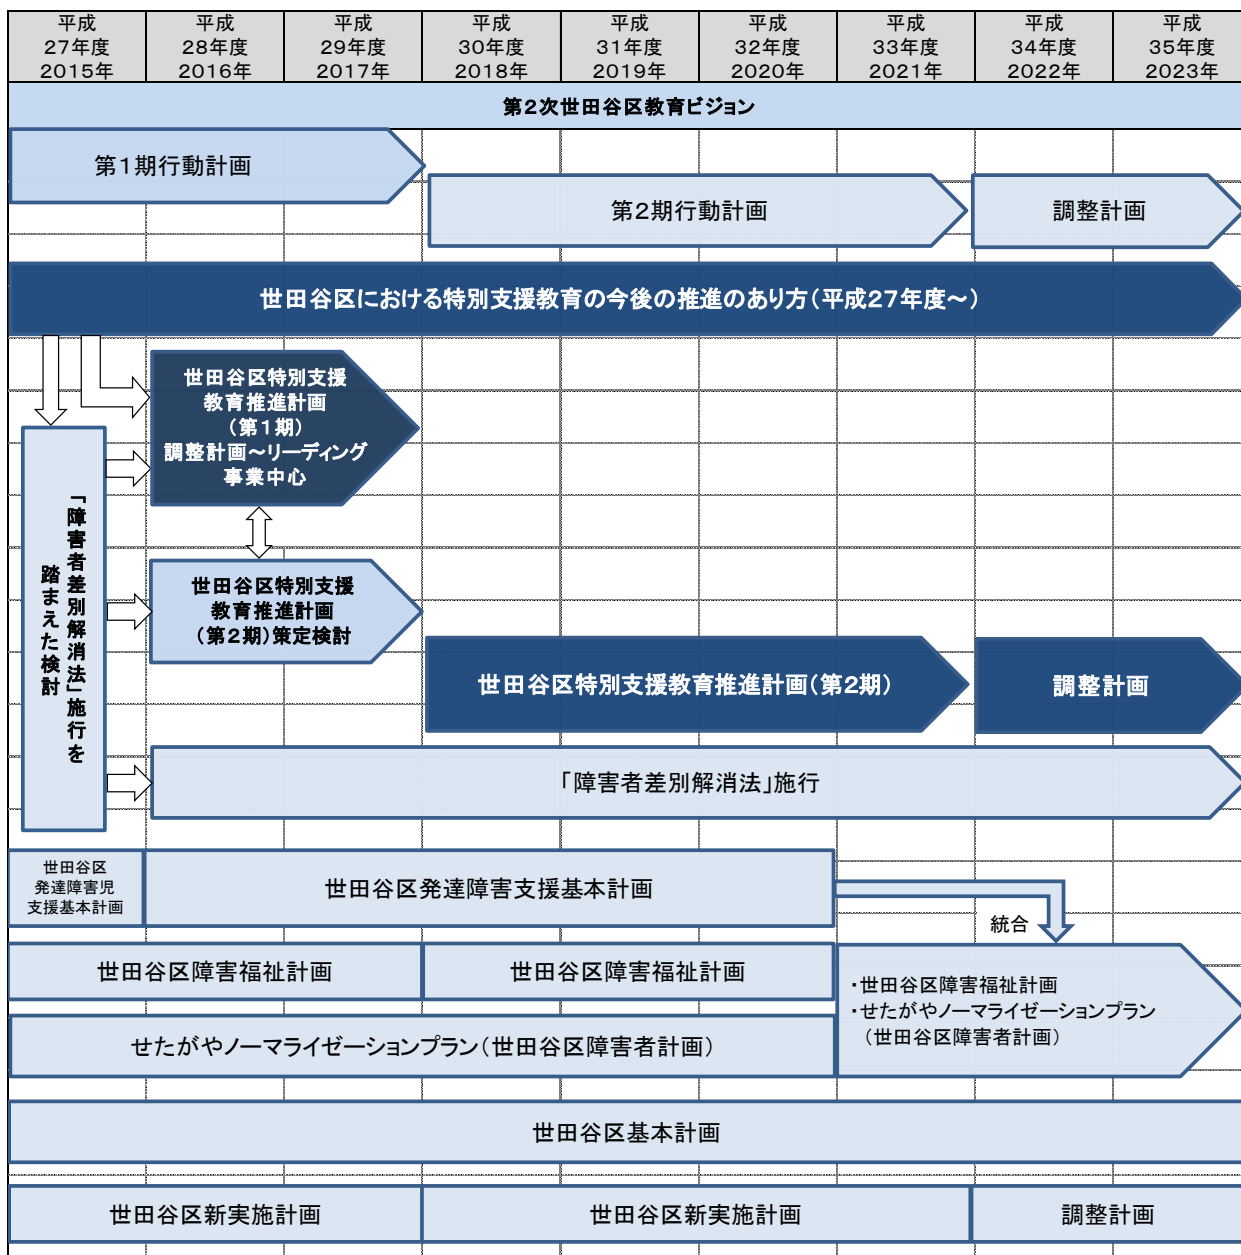 平成
27年度
2015年
平成
28年度
2016年
平成
29年度
2017年
平成
30年度
2018年
平成
31年度
2019年
平成
32年度
2020年
平成
33年度
2021年
平成
34年度
2022年
平成
35年度
2023年
第2次世田谷区教育ビジョン
第1期行動計画
第2期行動計画
調整計画
世田谷区における特別支援教育の今後の推進のあり方(平成27年度～)
世田谷区特別支援
教育推進計画
(第1期)
調整計画～リーディング
事業中心
「障害者差別解消法」施行を
踏まえた検討
世田谷区特別支援
教育推進計画
(第2期)策定検討
世田谷区特別支援教育推進計画(第2期)
調整計画
「障害者差別解消法」施行
世田谷区
発達障害児
支援基本計画
世田谷区発達障害支援基本計画
統合
世田谷区障害福祉計画
世田谷区障害福祉計画
・世田谷区障害福祉計画
・せたがやノーマライゼーションプラン
(世田谷区障害者計画)
せたがやノーマライゼーションプラン(世田谷区障害者計画)
世田谷区基本計画
世田谷区新実施計画
世田谷区新実施計画
調整計画